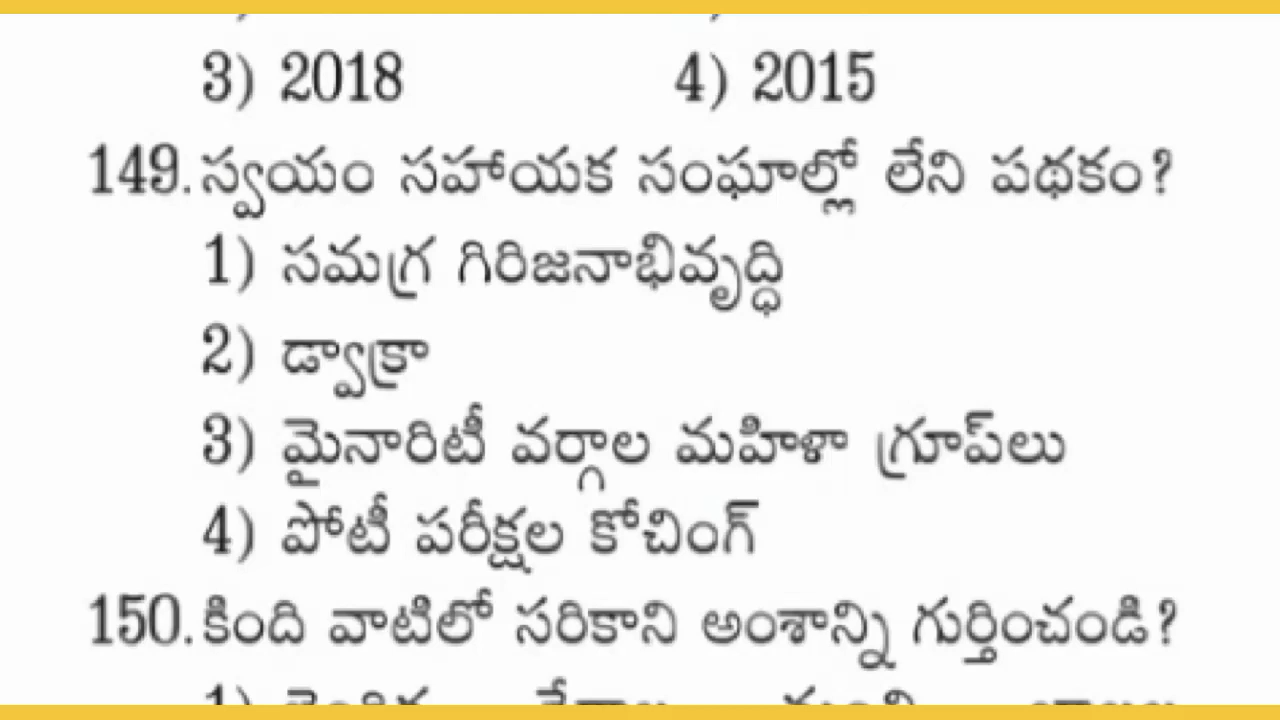 3) 2018 4) 2015
149. స్వయం సహాయక సంఘాల్లో లేని పథకం?
1) సమగ్ర గిరిజనాభివృద్ధి
2) డ్వాక్రా
3) మైనారిటీ వర్గాల మహిళా గ్రూప్‌లు
4) పోటీ పరీక్షల కోచింగ్
150. కింది వాటిలో సరికాని అంశాన్ని గుర్తించండి?